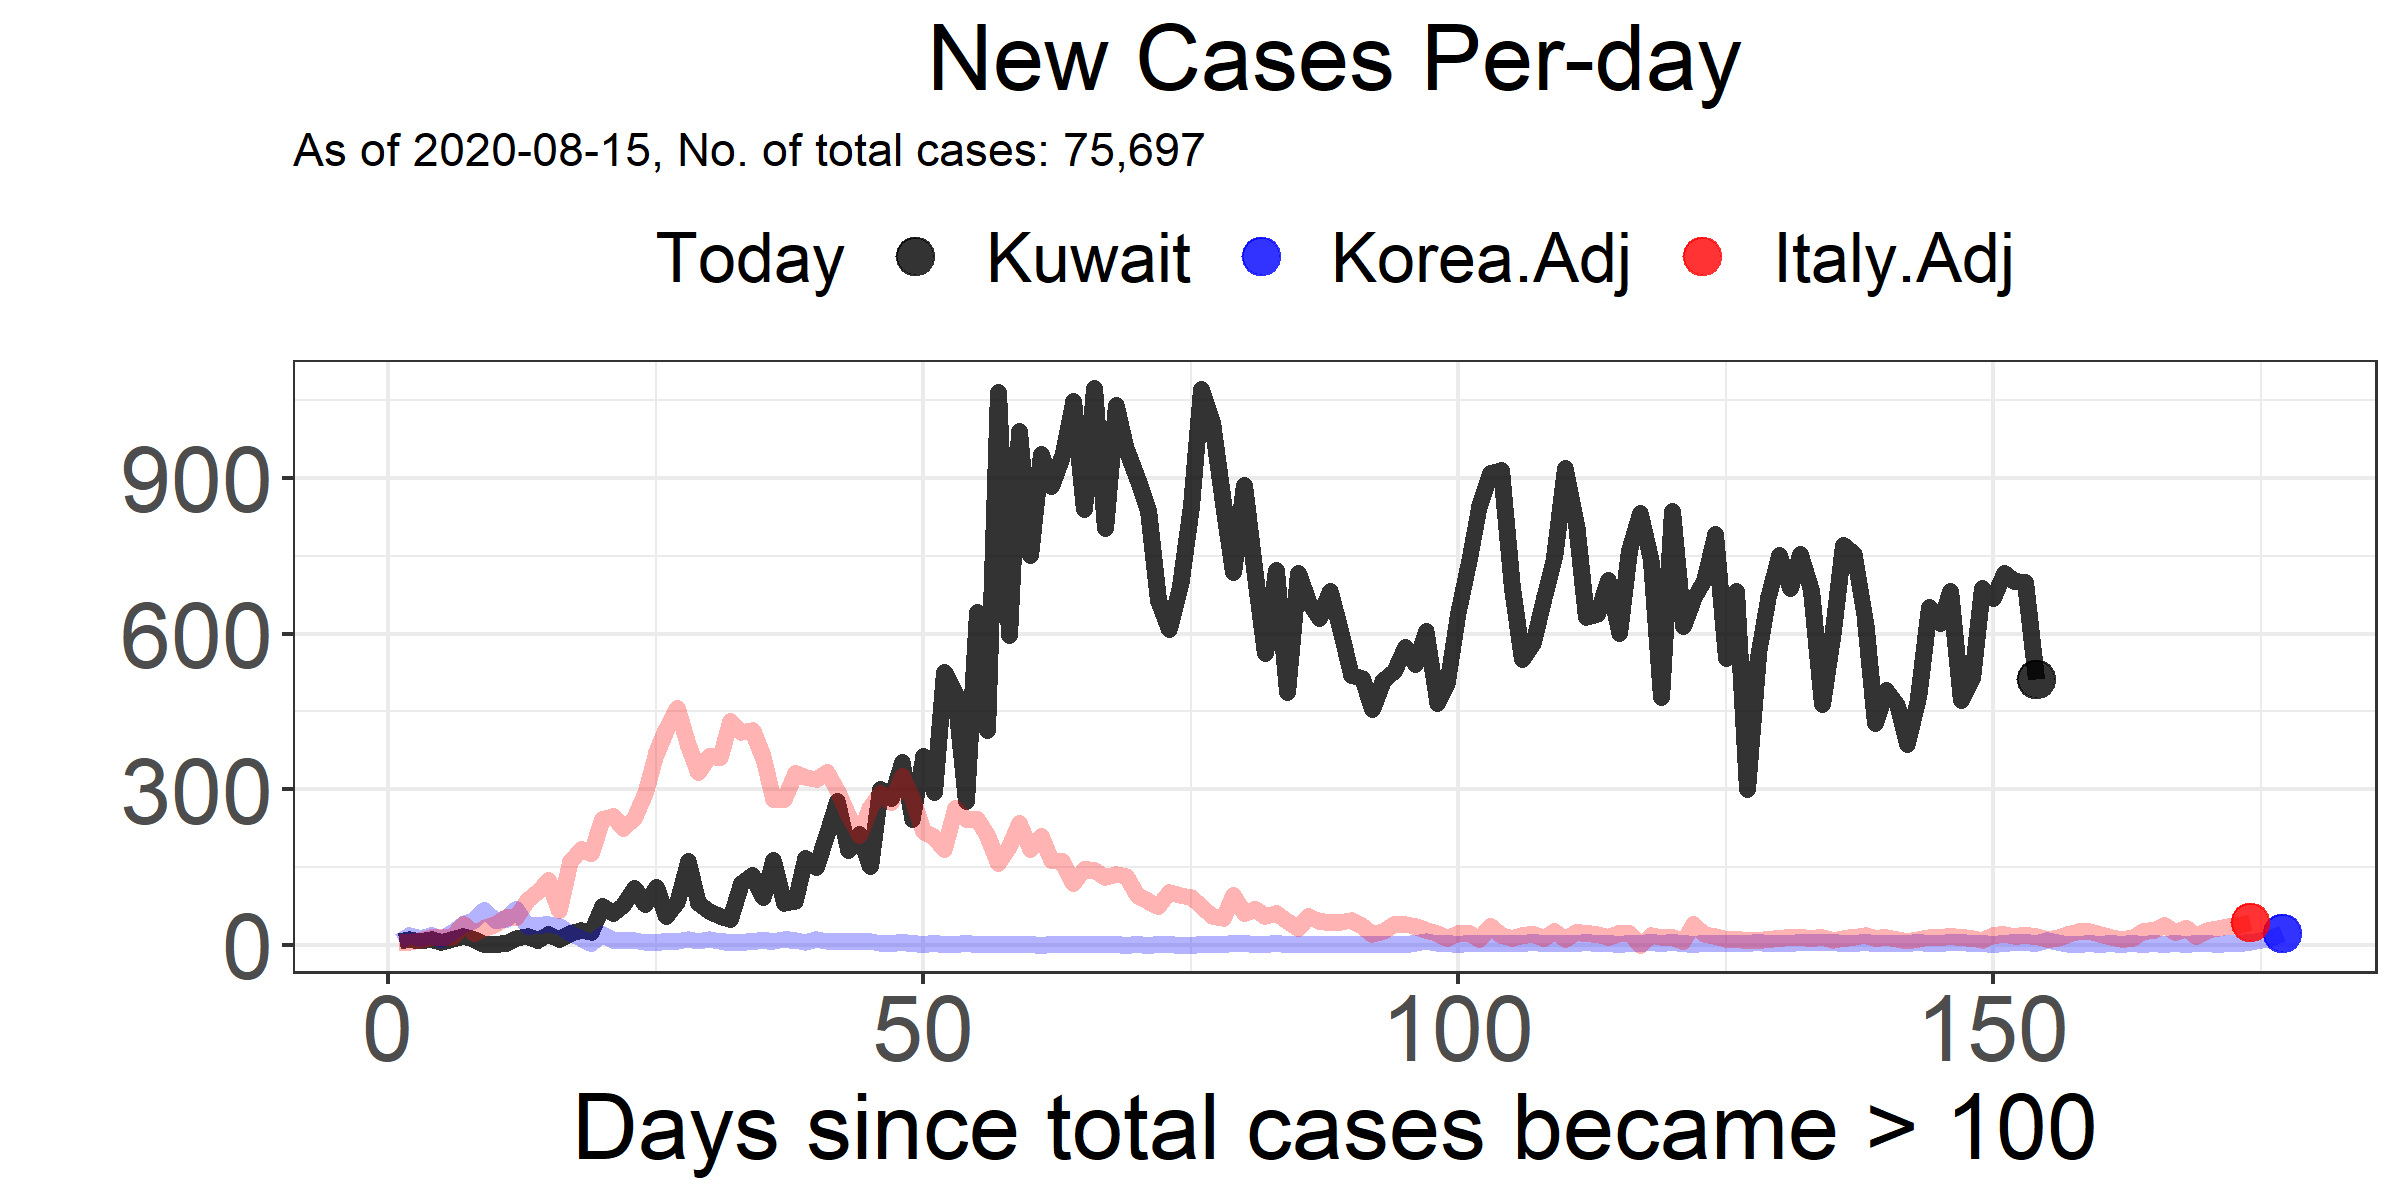 New Cases Per-day
As of 2020-08-15, No. of total cases: 75,697
Today Kuwait Korea.Adj Italy.Adj
900
600
300
0
0 50 100 150
Days since total cases became > 100